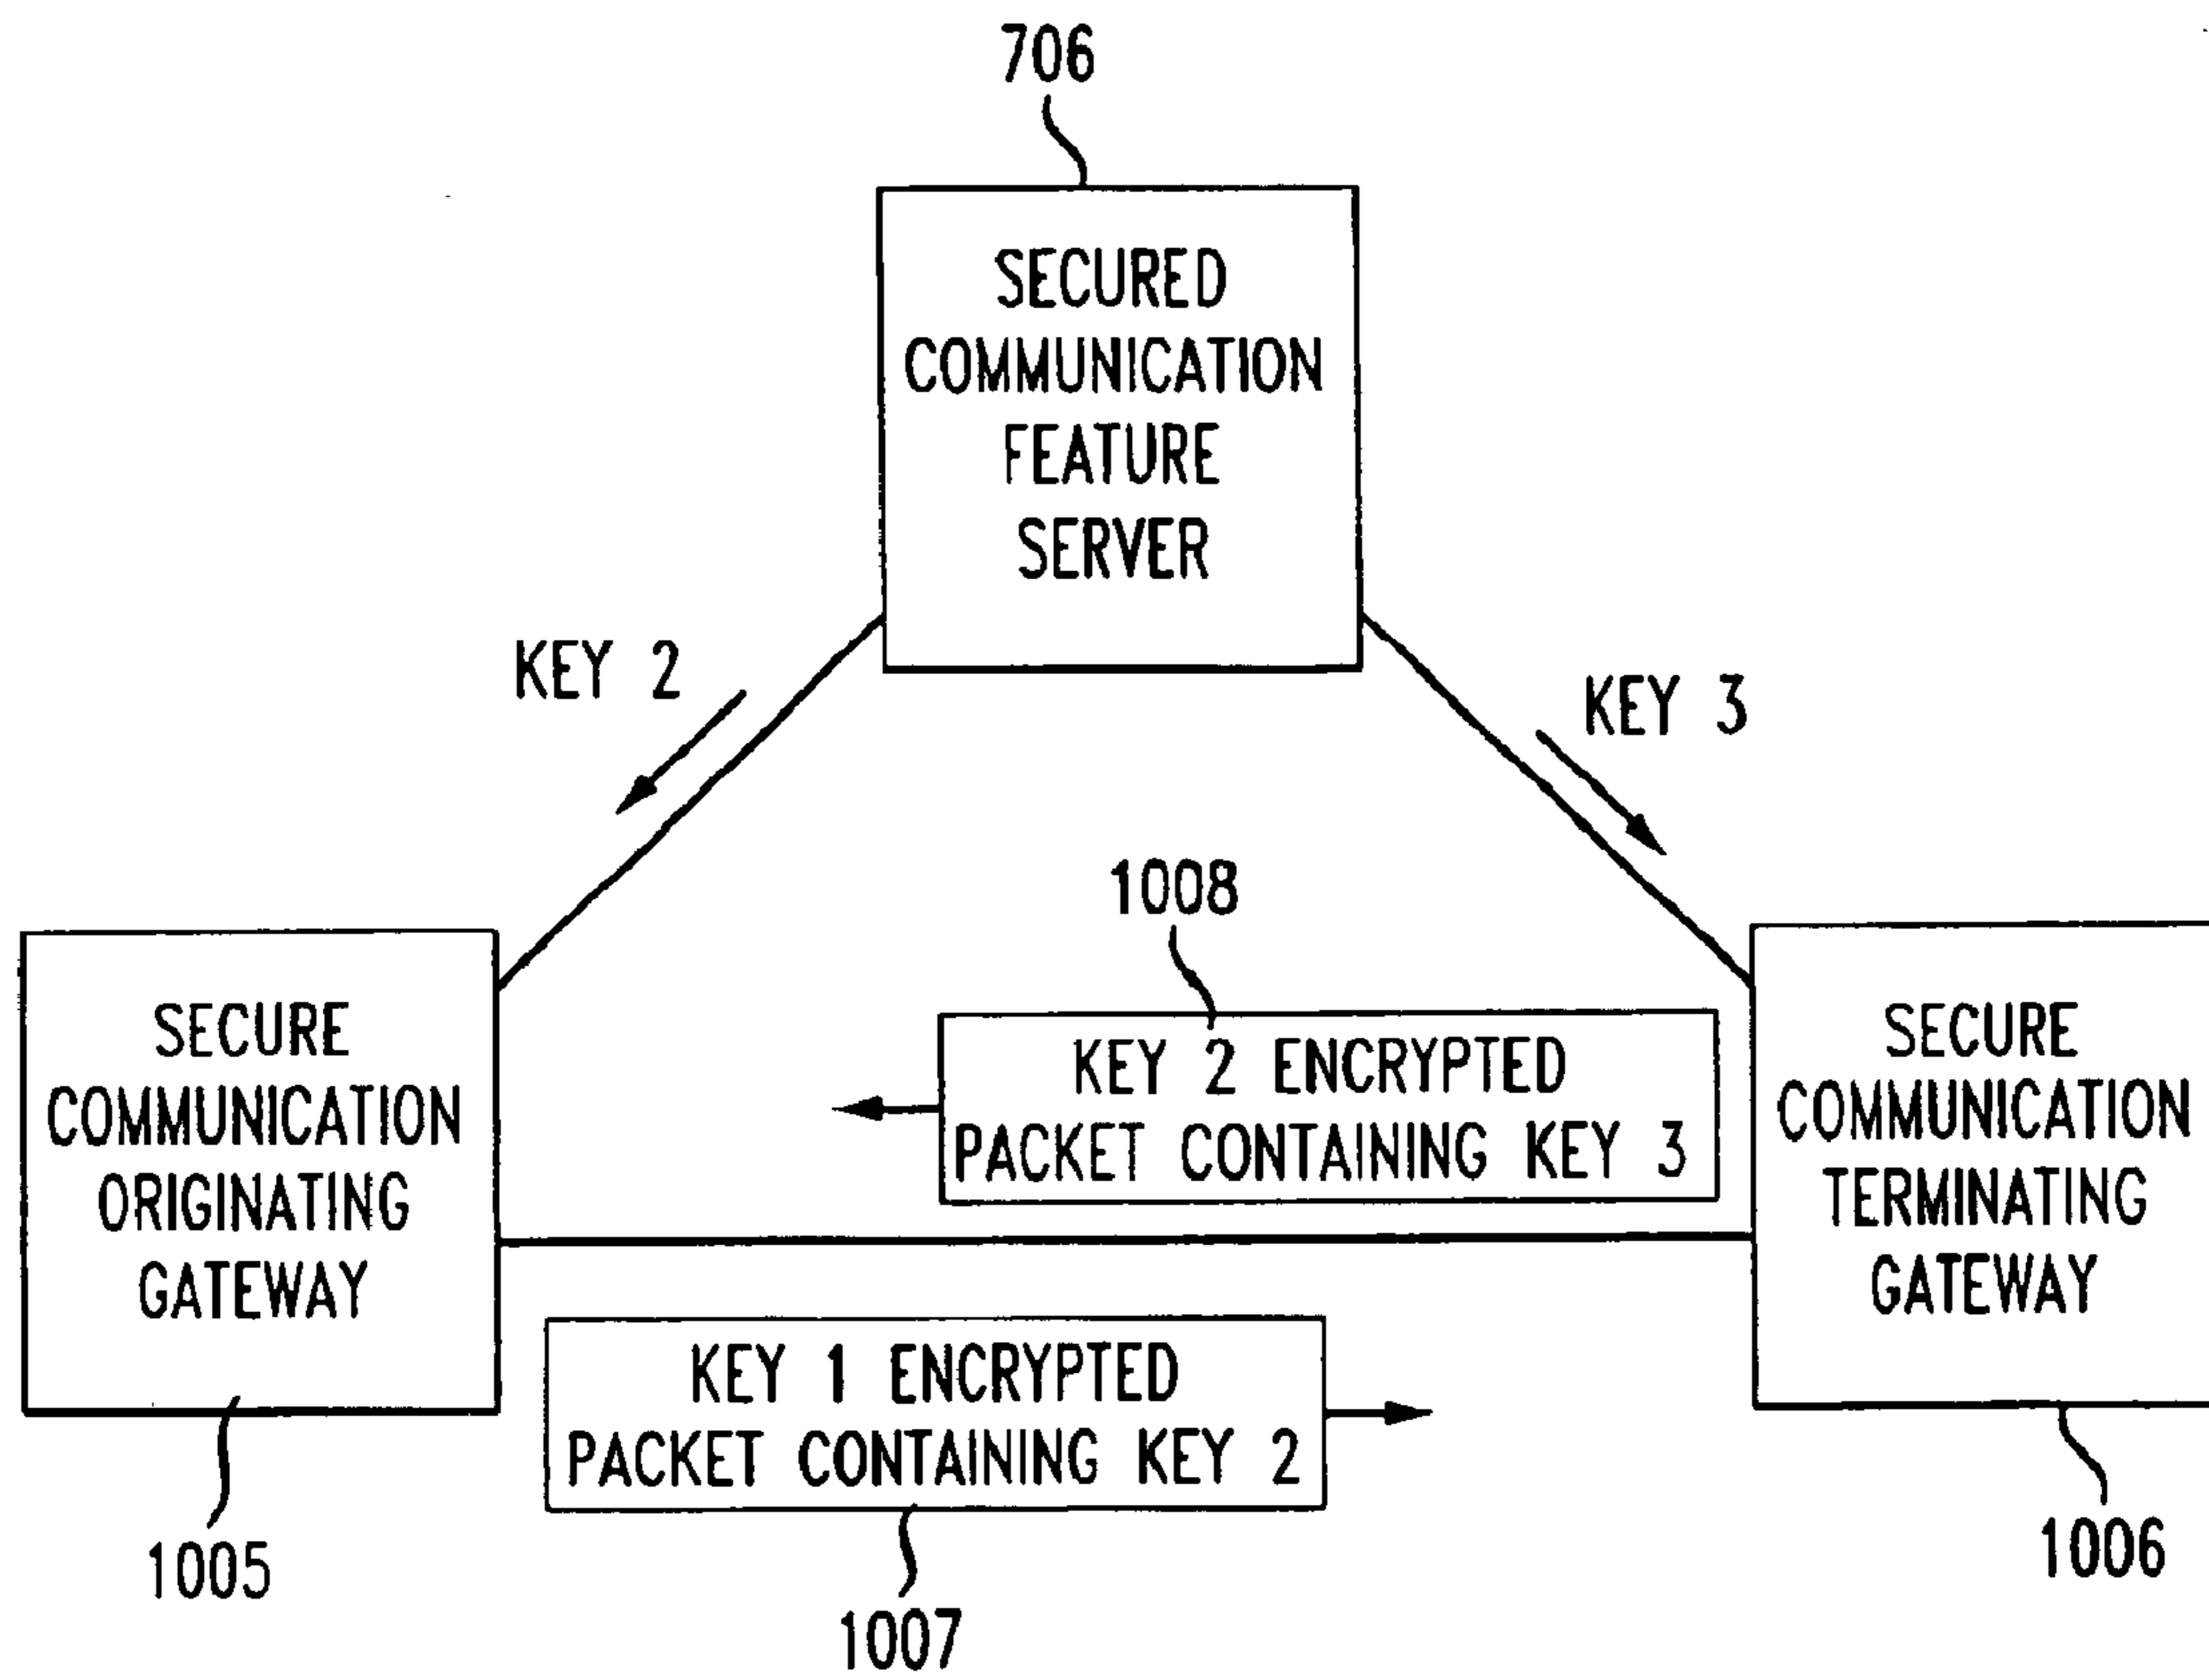 706
SECURED
COMMUNICATION
FEATURE
SERVER
KEY 2
KEY 3
1008
SECURE
COMMUNICATION
ORIGINATING
GATEWAY
KEY 2 ENCRYPTED
PACKET CONTAINING KEY 3
SECURE
COMMUNICATION
TERMINATING
GATEWAY
KEY 1 ENCRYPTED
PACKET CONTAINING KEY 2
1005
1007
1006